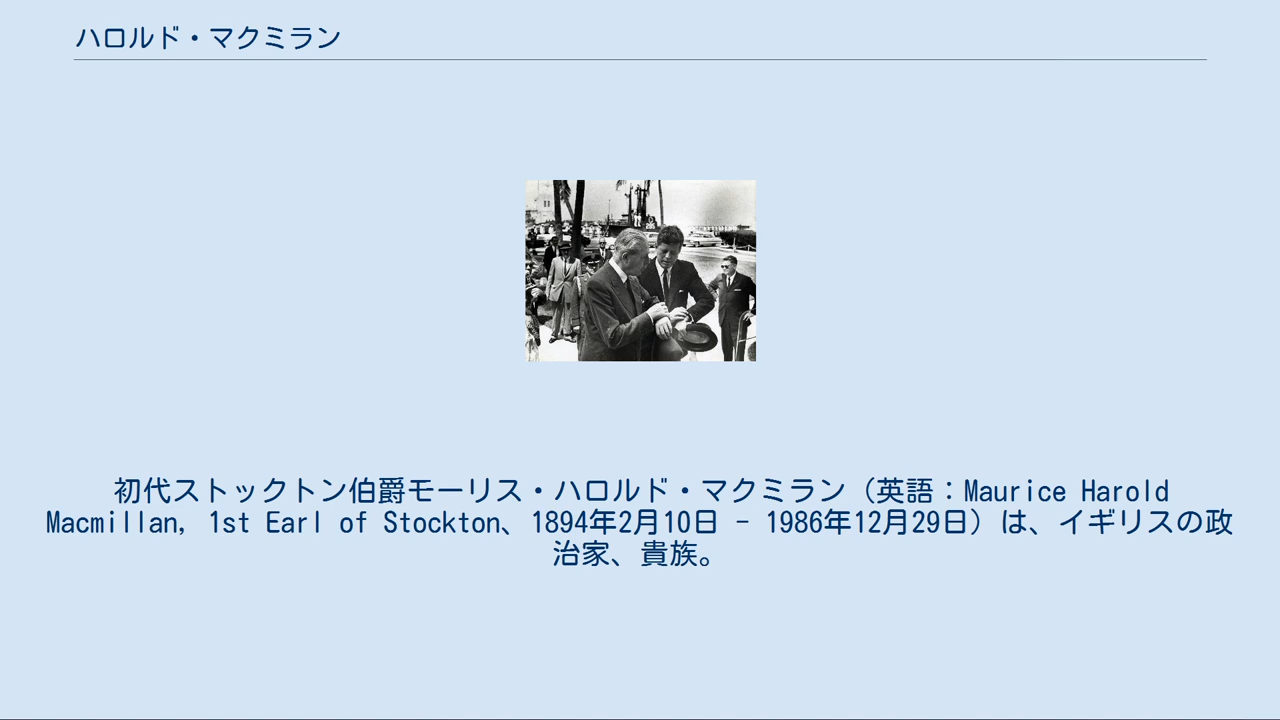 ハロルド・マクミラン
初代ストックトン伯爵モーリス・ハロルド・マクミラン（英語：Maurice Harold
Macmillan, 1st Earl of Stockton、1894年2月10日 - 1986年12月29日）は、イギリスの政
治家、貴族。